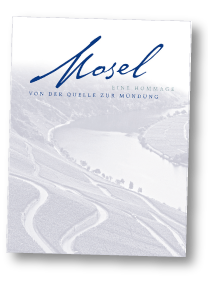 Mosel
EINE HOMMAGE
VON DER QUELLE ZUR MÜNDUNG